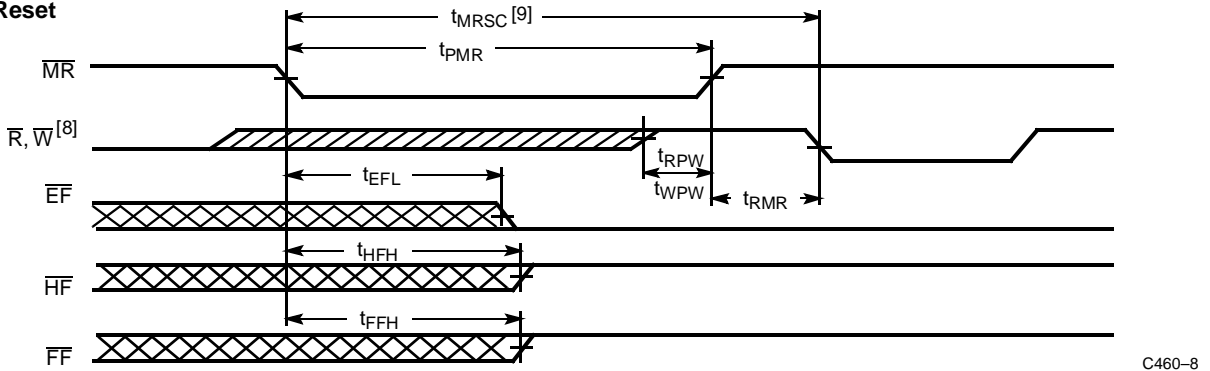 Reset
tMRSC [9]
tPMR
MR
R, W [8]
tRPW
tEFL
tWPW
EF
tRMR
tHFH
HF
tFFH
FF
C460–8